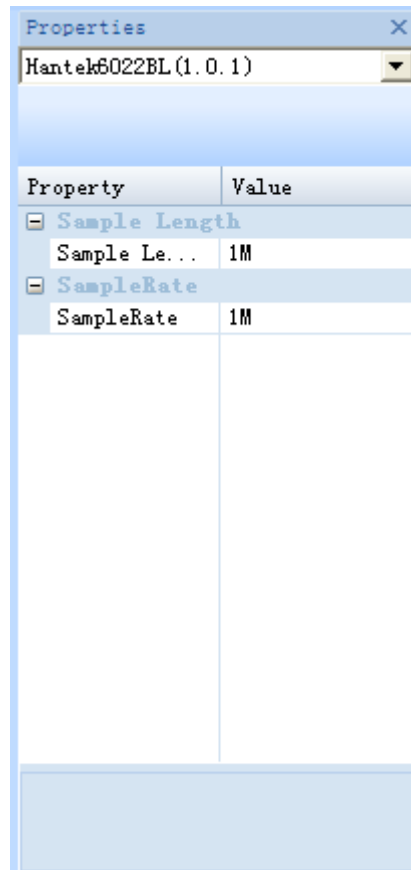 Properties
Hantek6022BL(1.0.1)
Property Value
Sample Length
Sample Le... 1M
SampleRate
SampleRate 1M